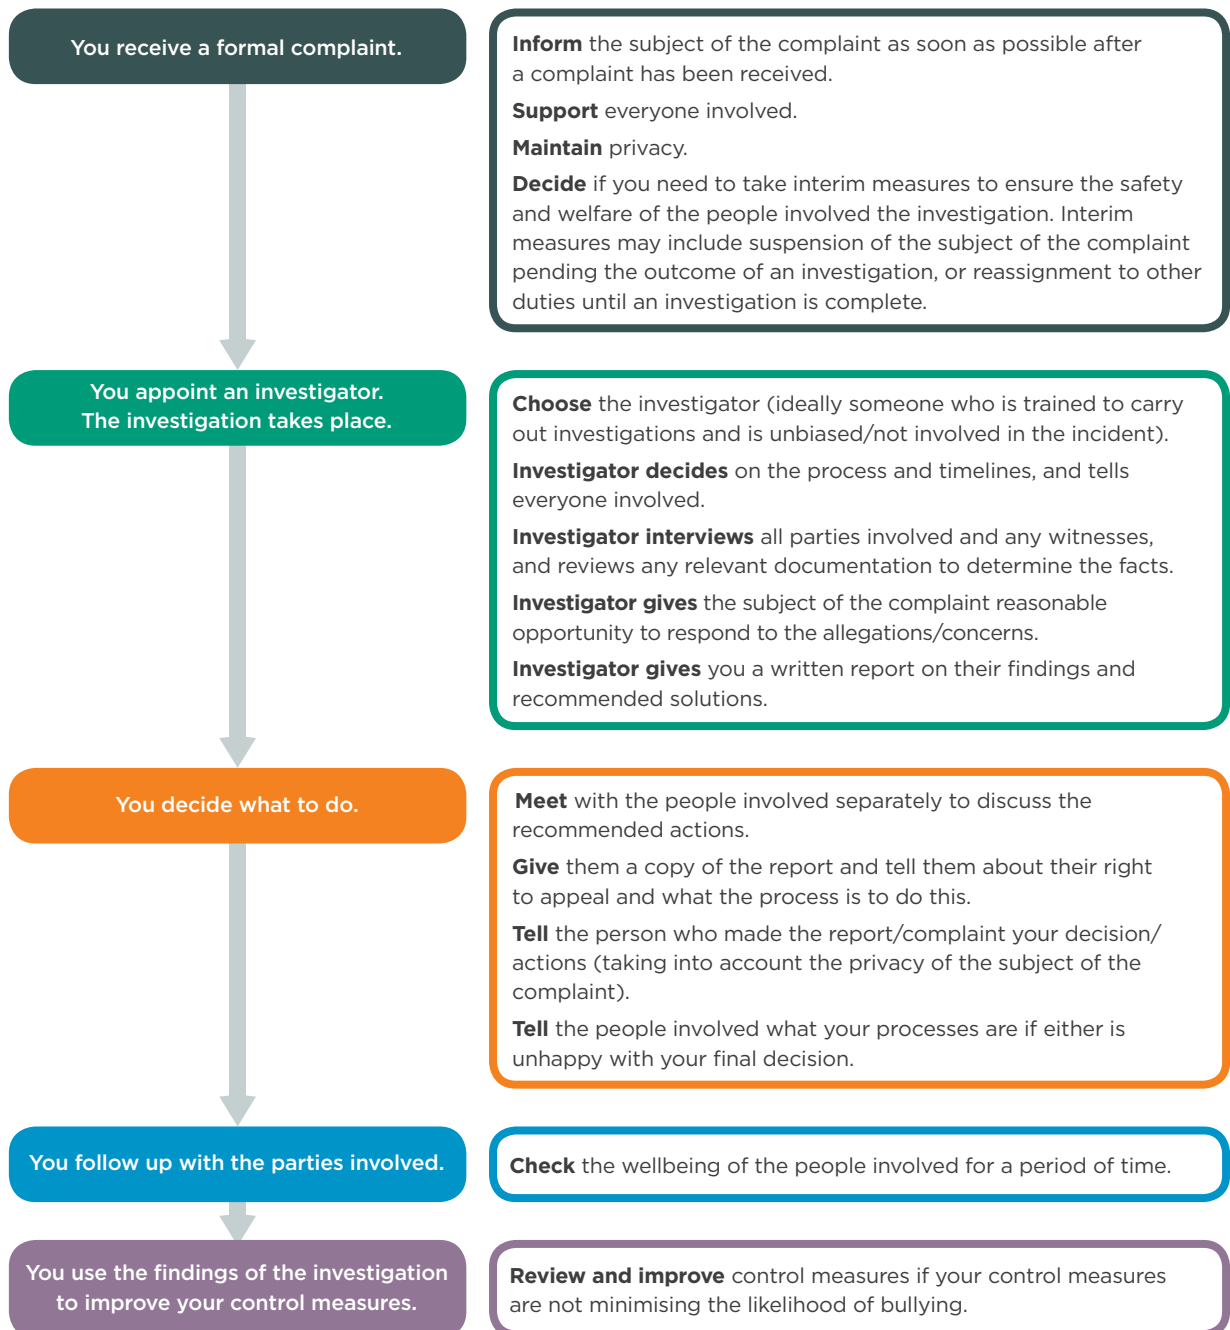 You receive a formal complaint.
Inform the subject of the complaint as soon as possible after
a complaint has been received.
Support everyone involved.
Maintain privacy.
Decide if you need to take interim measures to ensure the safety
and welfare of the people involved the investigation. Interim
measures may include suspension of the subject of the complaint
pending the outcome of an investigation, or reassignment to other
duties until an investigation is complete.
You appoint an investigator.
The investigation takes place.
Choose the investigator (ideally someone who is trained to carry
out investigations and is unbiased/not involved in the incident).
Investigator decides on the process and timelines, and tells
everyone involved.
Investigator interviews all parties involved and any witnesses,
and reviews any relevant documentation to determine the facts.
Investigator gives the subject of the complaint reasonable
opportunity to respond to the allegations/concerns.
Investigator gives you a written report on their findings and
recommended solutions.
You decide what to do.
Meet with the people involved separately to discuss the
recommended actions.
Give them a copy of the report and tell them about their right
to appeal and what the process is to do this.
Tell the person who made the report/complaint your decision/
actions (taking into account the privacy of the subject of the
complaint).
Tell the people involved what your processes are if either is
unhappy with your final decision.
You follow up with the parties involved.
Check the wellbeing of the people involved for a period of time.
You use the findings of the investigation
to improve your control measures.
Review and improve control measures if your control measures
are not minimising the likelihood of bullying.